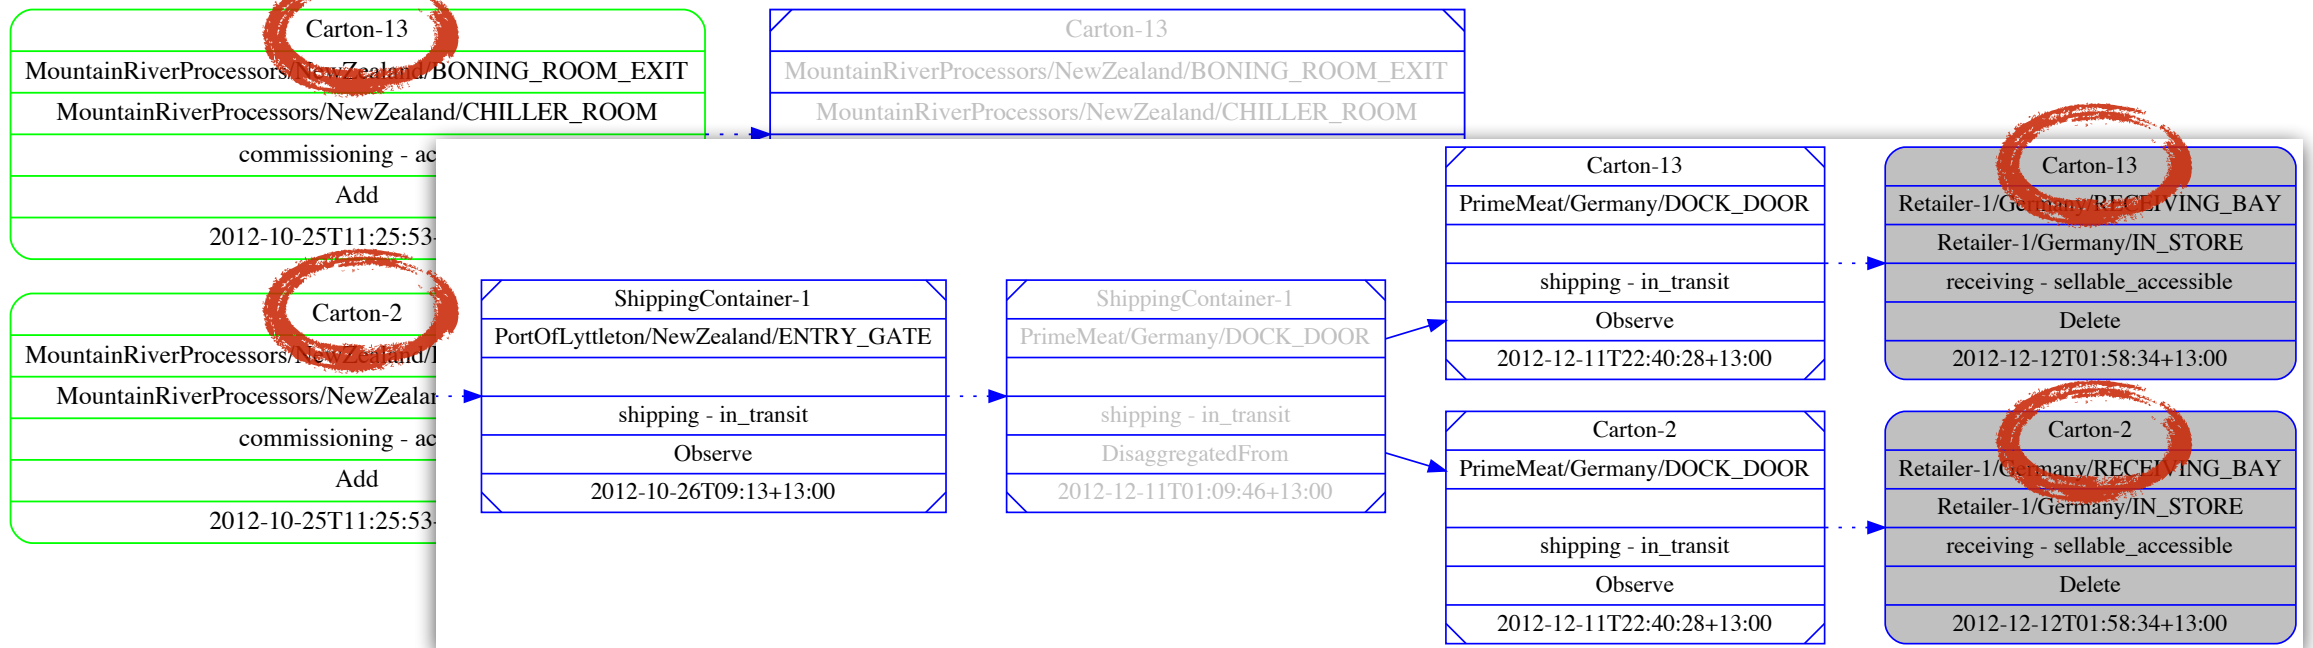 Carton-13
MountainRiverProcessors/NewZealand/BONING_ROOM_EXIT
MountainRiverProcessors/NewZealand/CHILLER_ROOM
commissioning - ac
Add
2012-10-25T11:25:53-
Carton-13
MountainRiverProcessors/NewZealand/BONING_ROOM_EXIT
MountainRiverProcessors/NewZealand/CHILLER_ROOM
Carton-2
MountainRiverProcessors/NewZealand/
MountainRiverProcessors/NewZealan
commissioning - ac
Add
2012-10-25T11:25:53-
ShippingContainer-1
PortOfLyttleton/NewZealand/ENTRY_GATE
shipping - in_transit
Observe
2012-10-26T09:13+13:00
ShippingContainer-1
PrimeMeat/Germany/DOCK_DOOR
shipping - in_transit
DisaggregatedFrom
2012-12-11T01:09:46+13:00
Carton-13
PrimeMeat/Germany/DOCK_DOOR
shipping - in_transit
Observe
2012-12-11T22:40:28+13:00
Carton-13
Retailer-1/Germany/RECEIVING_BAY
Retailer-1/Germany/IN_STORE
receiving - sellable_accessible
Delete
2012-12-12T01:58:34+13:00
Carton-2
PrimeMeat/Germany/DOCK_DOOR
shipping - in_transit
Observe
2012-12-11T22:40:28+13:00
Carton-2
Retailer-1/Germany/RECEIVING_BAY
Retailer-1/Germany/IN_STORE
receiving - sellable_accessible
Delete
2012-12-12T01:58:34+13:00